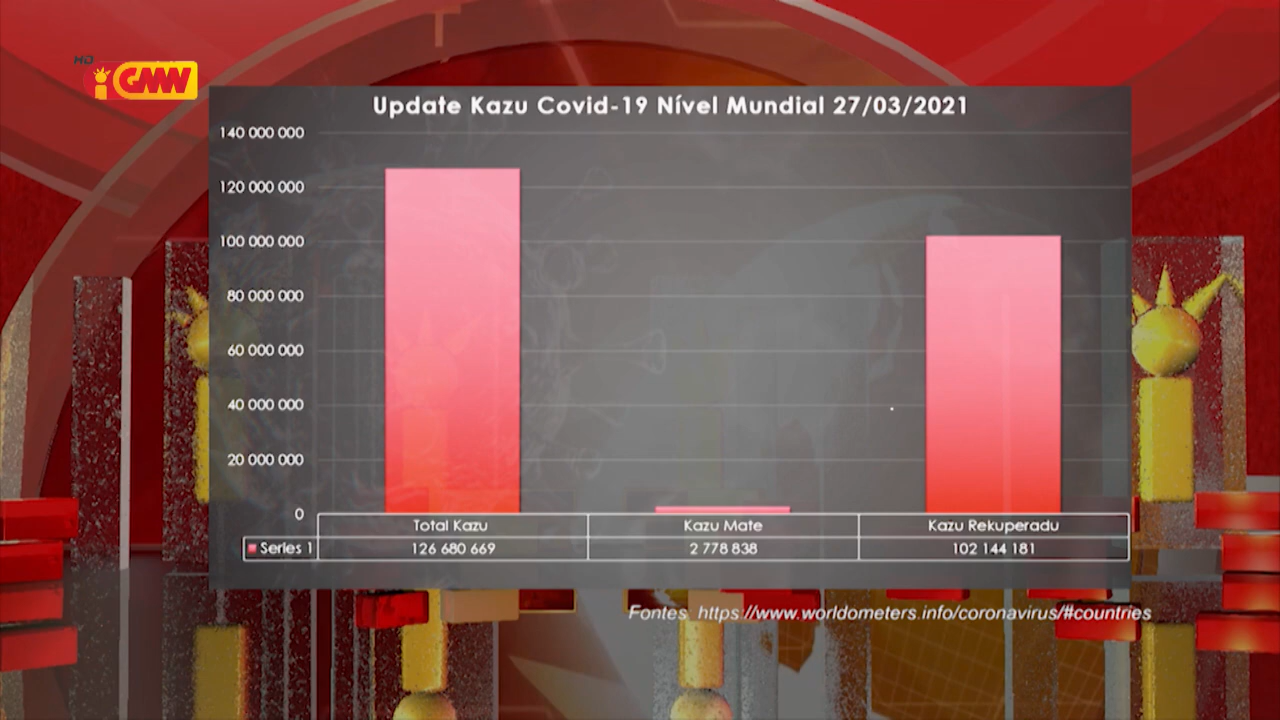 HD
GMN
Update Kazu Covid-19 Nível Mundial 27/03/2021
140 000 000
120 000 000
100 000 000
80 000 000
60 000 000
40 000 000
20 000 000
0
Total Kazu Kazu Mate Kazu Rekuperadu
Series 1 126 680 669 2 778 838 102 144 181
Fontes https://www.worldometers.info/coronavirus/#countries